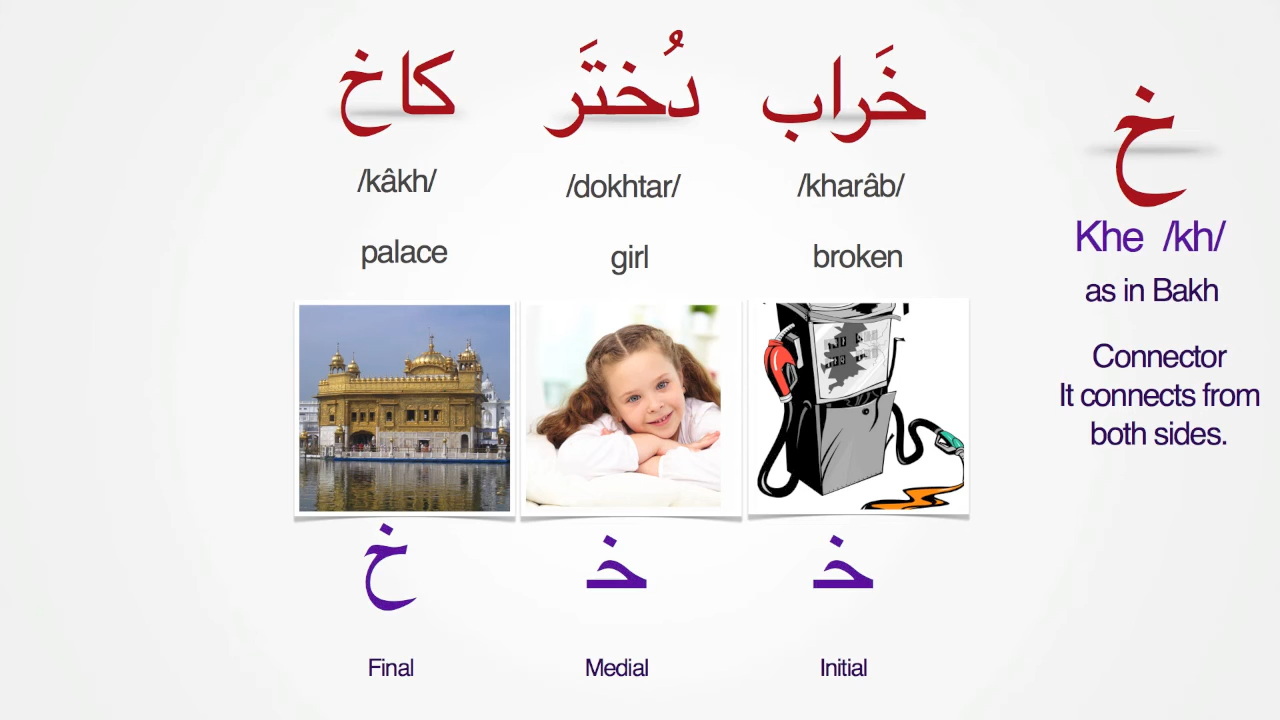 خ
Khe /kh/
as in Bakh
Connector
It connects from
both sides.
خَراب
/kharâb/
broken
خـ
Initial
دُختَر
/dokhtar/
girl
خـ
Medial
کاخ
/kâkh/
palace
خ
Final